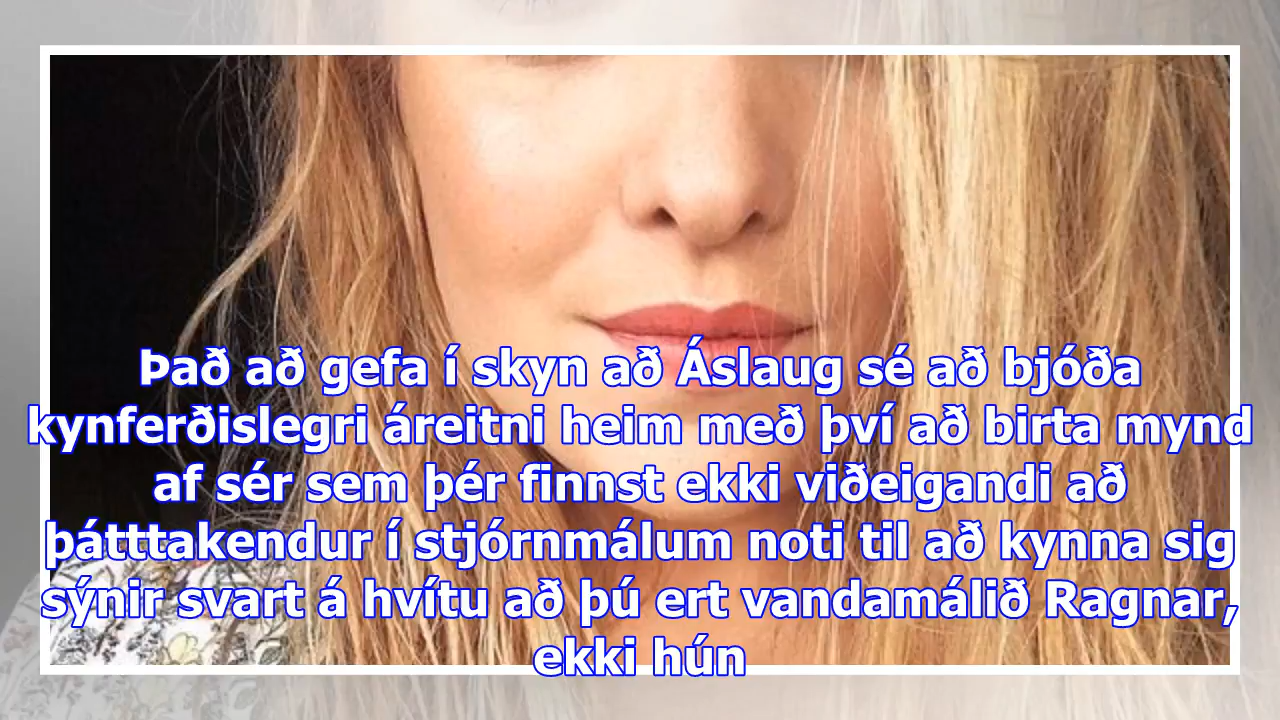 Það að gefa í skyn að Áslaug sé að bjóða
kynferðislegri áreitni heim með því að birta mynd
af sér sem þér finnst ekki viðeigandi að
þátttakendur í stjórnmálum noti til að kynna sig
sýnir svart á hvítu að þú ert vandamálið Ragnar,
ekki hún